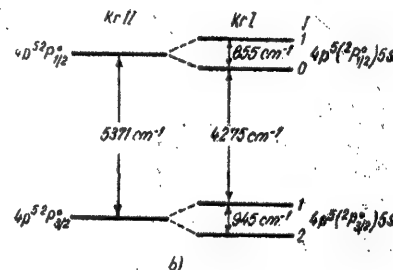 Kr II Kr I J
4p⁵ ²P°₁/₂ 1 4p⁵(²P°₁/₂)5s
855 cm⁻¹
0
5371 cm⁻¹ 4275 cm⁻¹
4p⁵ ²P°₃/₂ 1 4p⁵(²P°₃/₂)5s
945 cm⁻¹
2
b)